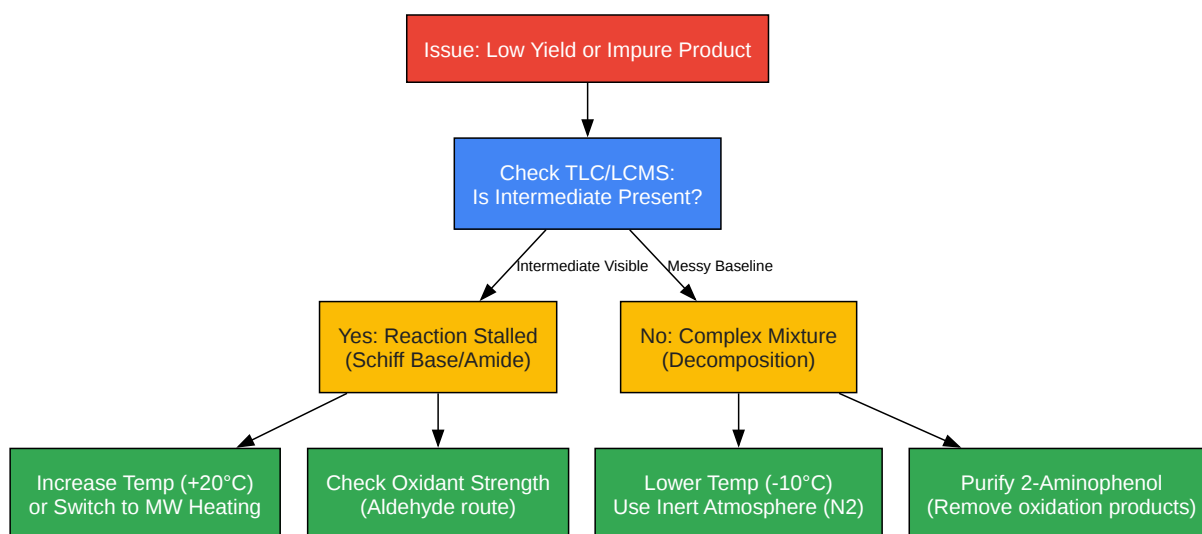 Issue: Low Yield or Impure Product
Check TLC/LCMS:
Is Intermediate Present?
Intermediate Visible
Messy Baseline
Yes: Reaction Stalled
(Schiff Base/Amide)
No: Complex Mixture
(Decomposition)
Increase Temp (+20°C)
or Switch to MW Heating
Check Oxidant Strength
(Aldehyde route)
Lower Temp (-10°C)
Use Inert Atmosphere (N2)
Purify 2-Aminophenol
(Remove oxidation products)